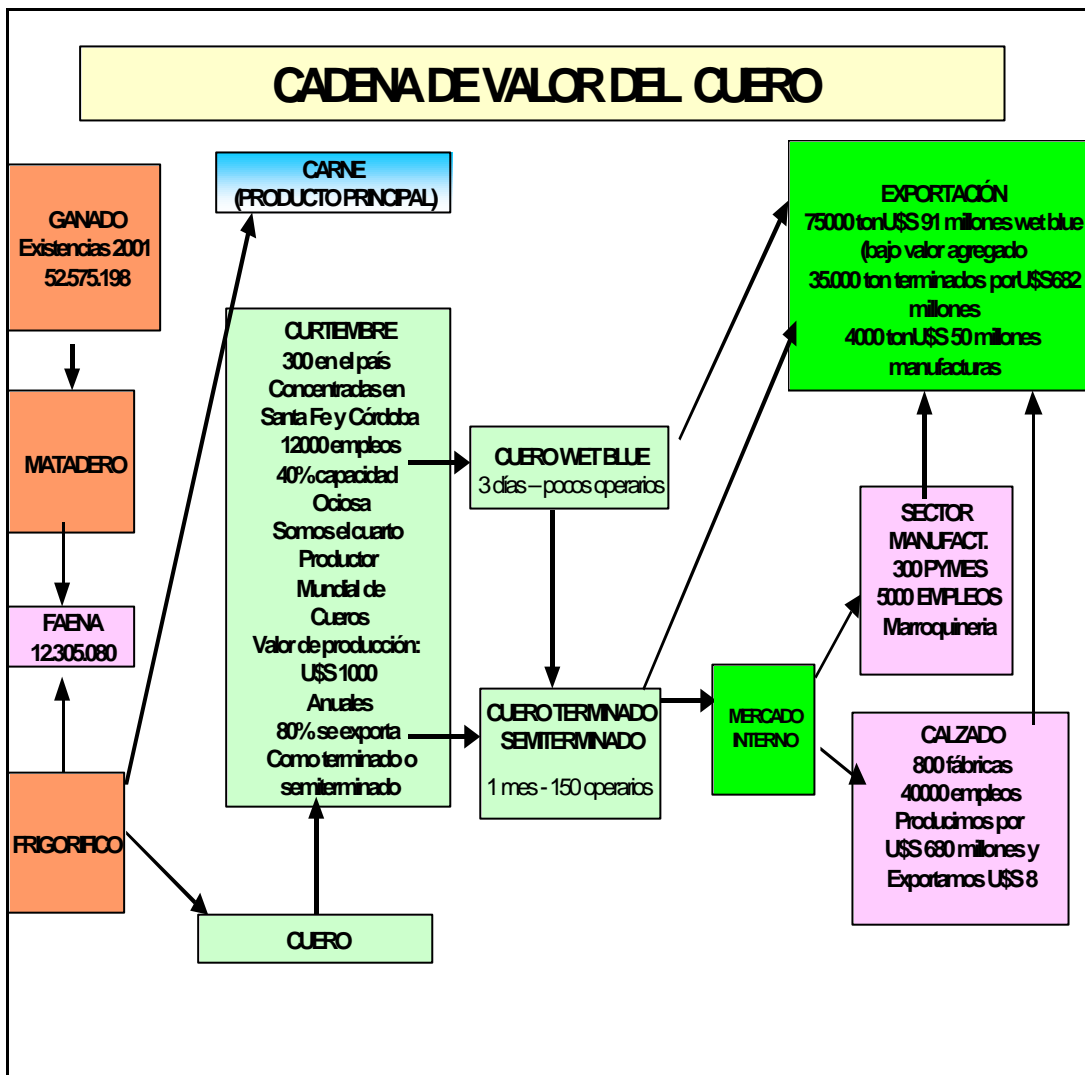 CADENA DE VALOR DEL CUERO
GANADO
Existencias 2001
52.575.198
MATADERO
FAENA
12.305.080
FRIGORIFICO
CARNE
(PRODUCTO PRINCIPAL)
CURTIEMBRE
300 en el país
Concentradas en
Santa Fe y Córdoba
12000 empleos
40% capacidad
Ociosa
Somos el cuarto
Productor
Mundial de
Cueros
Valor de producción:
U$S 1000
Anuales
80% se exporta
Como terminado o
semiterminado
CUERO
CUERO WET BLUE
3 días – pocos operarios
CUERO TERMINADO
SEMITERMINADO
1 mes - 150 operarios
MERCADO
INTERNO
EXPORTACIÓN
75000 ton U$S 91 millones wet blue
(bajo valor agregado
35.000 ton terminados por U$S 682
millones
4000 ton U$S 50 millones
manufacturas
SECTOR
MANUFACT.
300 PYMES
5000 EMPLEOS
Marroquineria
CALZADO
800 fábricas
40000 empleos
Producimos por
U$S 680 millones y
Exportamos U$S 8